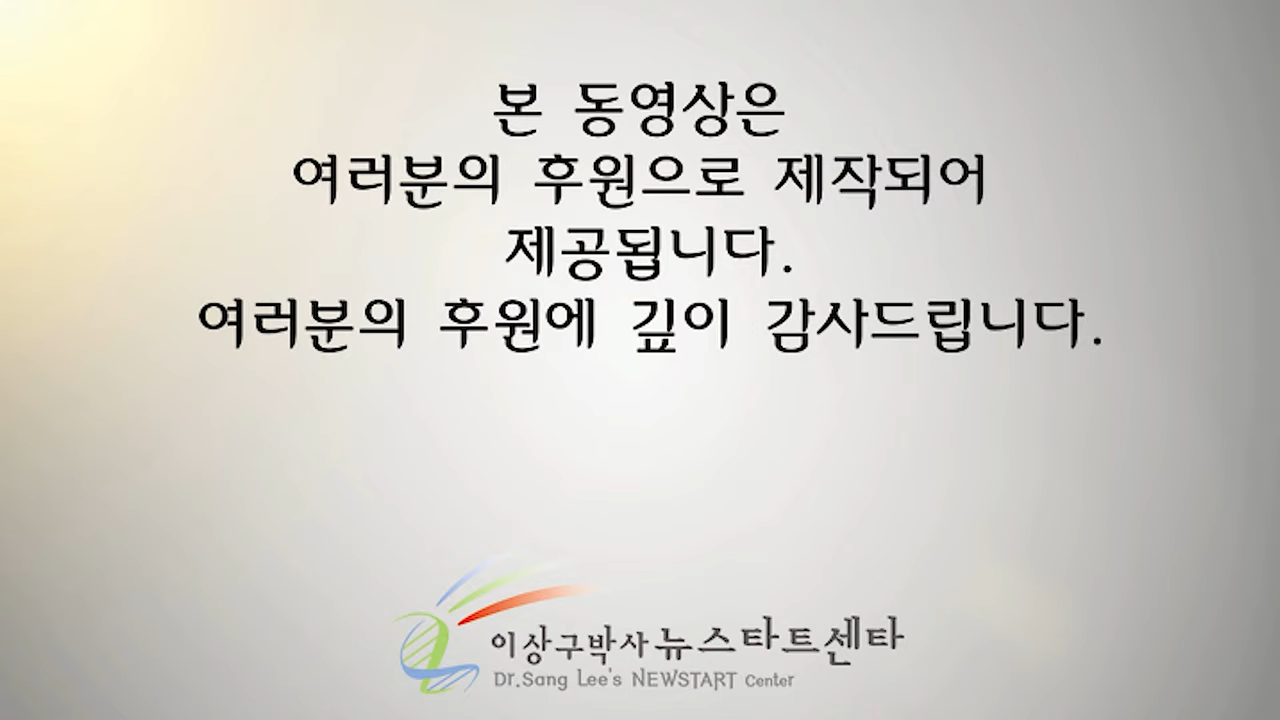 본 동영상은
여러분의 후원으로 제작되어
제공됩니다.
여러분의 후원에 깊이 감사드립니다.
이상구박사 뉴스타트센타
Dr.Sang Lee's NEWSTART Center